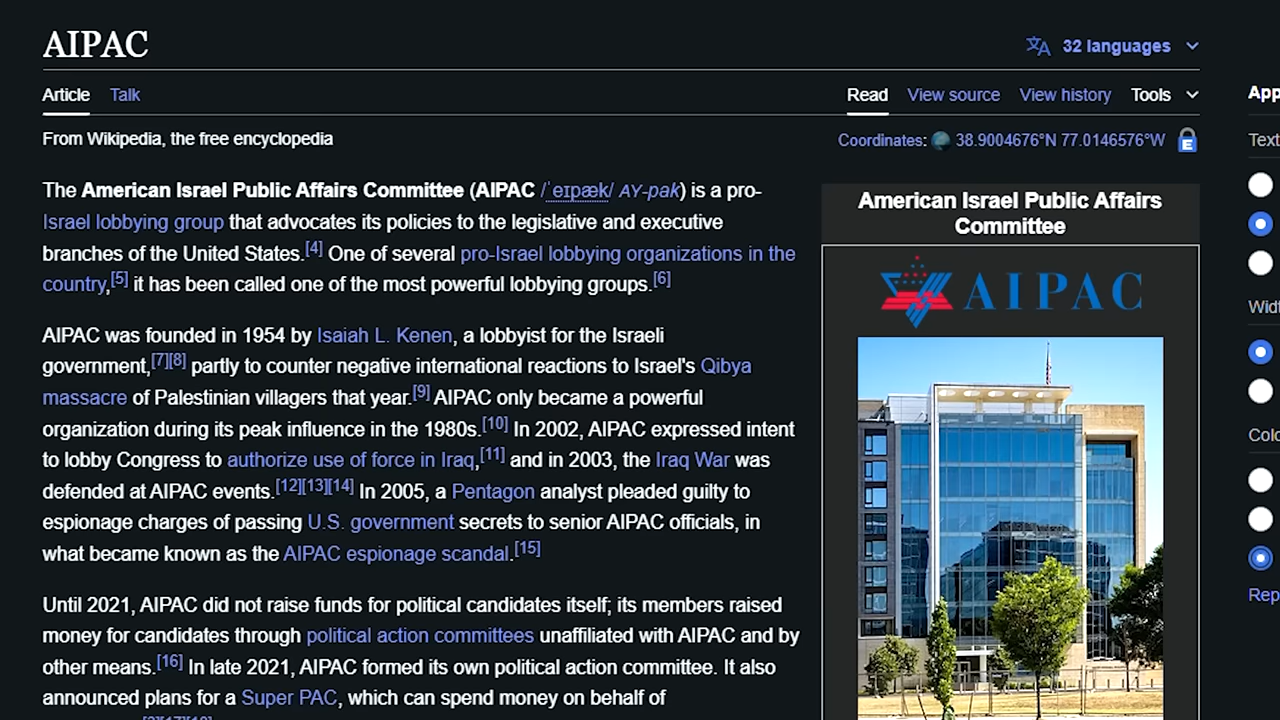 AIPAC
32 languages
Article Talk
Read View source View history Tools
From Wikipedia, the free encyclopedia
Coordinates: 38.9004676°N 77.0146576°W
The American Israel Public Affairs Committee (AIPAC /ˈeɪpæk/ AY-pak) is a pro-
Israel lobbying group that advocates its policies to the legislative and executive
branches of the United States.[4] One of several pro-Israel lobbying organizations in the
country,[5] it has been called one of the most powerful lobbying groups.[6]
AIPAC was founded in 1954 by Isaiah L. Kenen, a lobbyist for the Israeli
government,[7][8] partly to counter negative international reactions to Israel's Qibya
massacre of Palestinian villagers that year.[9] AIPAC only became a powerful
organization during its peak influence in the 1980s.[10] In 2002, AIPAC expressed intent
to lobby Congress to authorize use of force in Iraq,[11] and in 2003, the Iraq War was
defended at AIPAC events.[12][13][14] In 2005, a Pentagon analyst pleaded guilty to
espionage charges of passing U.S. government secrets to senior AIPAC officials, in
what became known as the AIPAC espionage scandal.[15]
Until 2021, AIPAC did not raise funds for political candidates itself; its members raised
money for candidates through political action committees unaffiliated with AIPAC and by
other means.[16] In late 2021, AIPAC formed its own political action committee. It also
announced plans for a Super PAC, which can spend money on behalf of
American Israel Public Affairs
Committee
AIPAC
App
Text
Widt
Colo
Rep